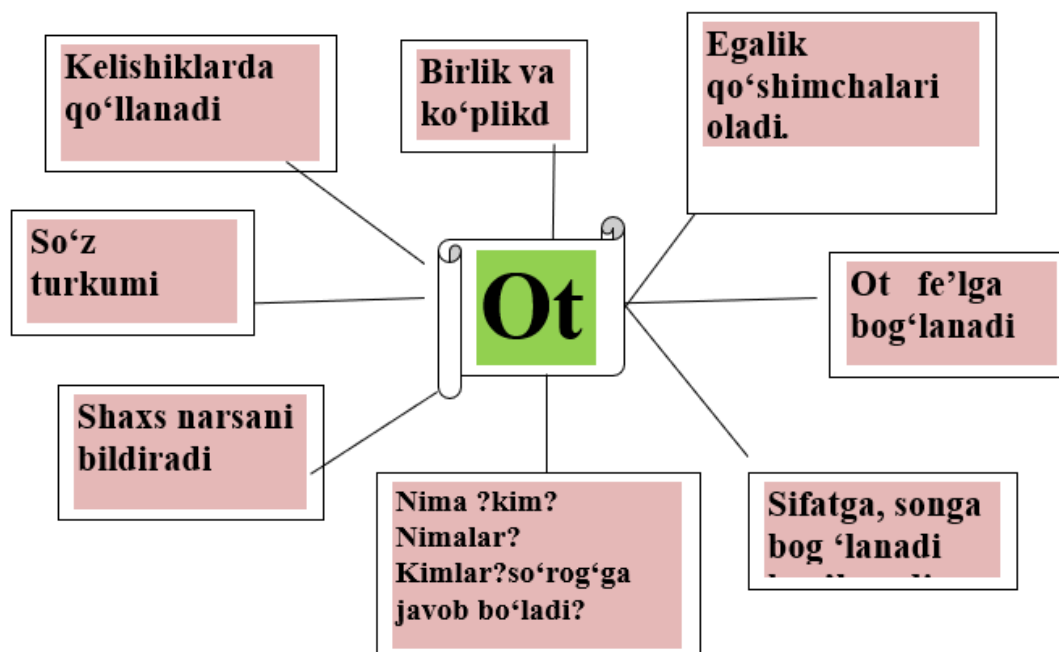 Kelishiklarda
qo‘llanadi
Birlik va
ko‘plikd
Egalik
qo‘shimchalari
oladi.
So‘z
turkumi
Ot
Ot fe’lga
bog‘lanadi
Shaxs narsani
bildiradi
Nima ?kim?
Nimalar?
Kimlar?so‘rog‘ga
javob bo‘ladi?
Sifatga, songa
bog ‘lanadi